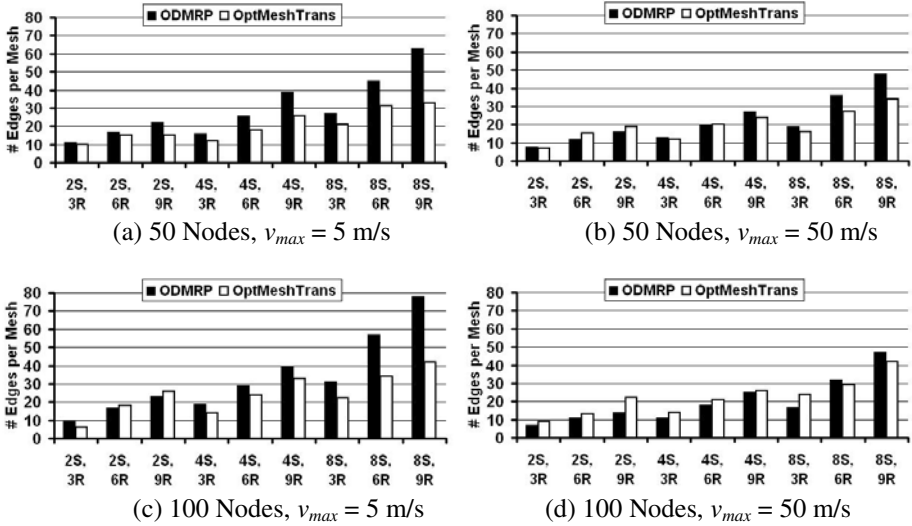 ODMRP OptMeshTrans
# Edges per Mesh
80
70
60
50
40
30
20
10
0
2S, 2S, 2S, 4S, 4S, 4S, 8S, 8S, 8S,
3R 6R 9R 3R 6R 9R 3R 6R 9R
(a) 50 Nodes, vmax = 5 m/s
ODMRP OptMeshTrans
# Edges per Mesh
80
70
60
50
40
30
20
10
0
2S, 2S, 2S, 4S, 4S, 4S, 8S, 8S, 8S,
3R 6R 9R 3R 6R 9R 3R 6R 9R
(b) 50 Nodes, vmax = 50 m/s
ODMRP OptMeshTrans
# Edges per Mesh
80
70
60
50
40
30
20
10
0
2S, 2S, 2S, 4S, 4S, 4S, 8S, 8S, 8S,
3R 6R 9R 3R 6R 9R 3R 6R 9R
(c) 100 Nodes, vmax = 5 m/s
ODMRP OptMeshTrans
# Edges per Mesh
80
70
60
50
40
30
20
10
0
2S, 2S, 2S, 4S, 4S, 4S, 8S, 8S, 8S,
3R 6R 9R 3R 6R 9R 3R 6R 9R
(d) 100 Nodes, vmax = 50 m/s